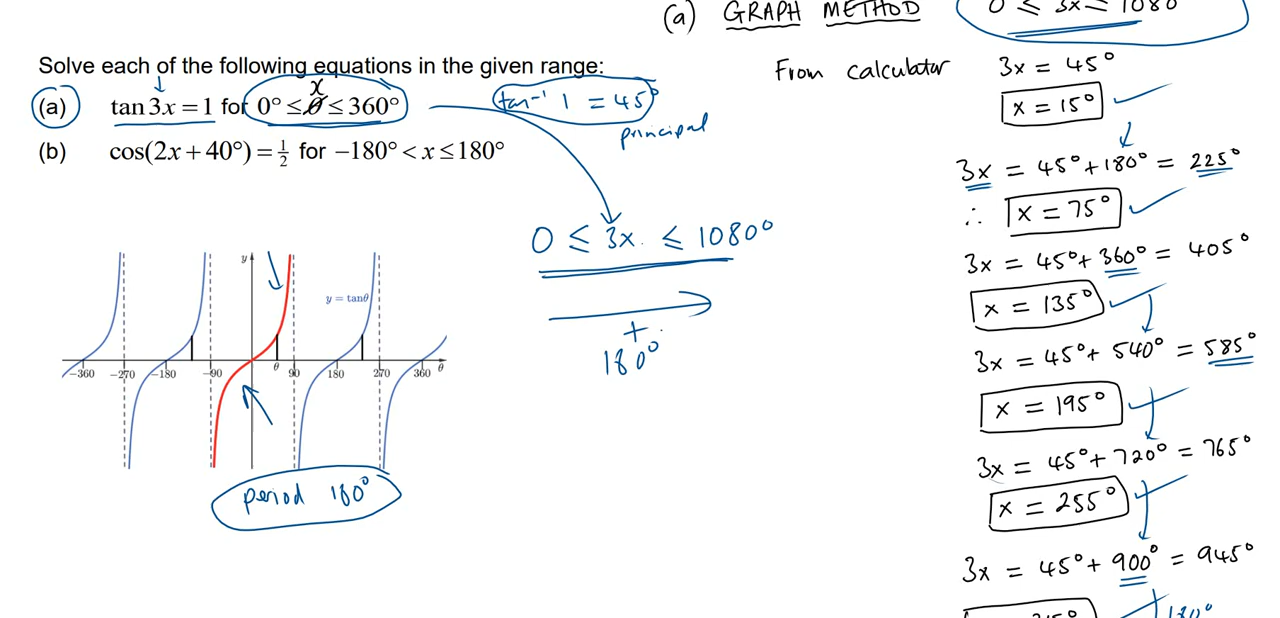 (a) GRAPH METHOD
0 ≤ 3x ≤ 1080
Solve each of the following equations in the given range:
(a) tan 3x = 1 for 0° ≤ θ ≤ 360°
x
tan⁻¹ 1 = 45°
principal
(b) cos(2x + 40°) = ½ for −180° < x ≤ 180°
0 ≤ 3x ≤ 1080°
+
180°
y
y = tanθ
−360 −270 −180 −90 θ 90 180 270 360 θ
period 180°
From calculator
3x = 45°
x = 15°
3x = 45° + 180° = 225°
∴ x = 75°
3x = 45° + 360° = 405°
x = 135°
3x = 45° + 540° = 585°
x = 195°
3x = 45° + 720° = 765°
x = 255°
3x = 45° + 900° = 945°
+ 180°